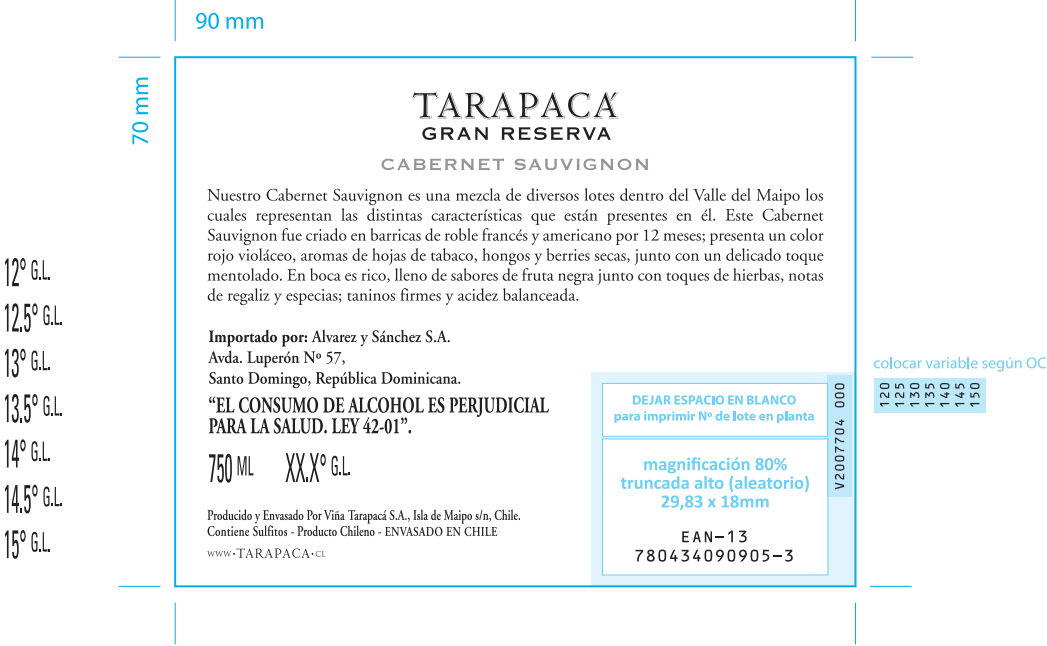 90 mm
70 mm
TARAPACÁ
GRAN RESERVA
CABERNET SAUVIGNON
Nuestro Cabernet Sauvignon es una mezcla de diversos lotes dentro del Valle del Maipo los
cuales representan las distintas características que están presentes en él. Este Cabernet
Sauvignon fue criado en barricas de roble francés y americano por 12 meses; presenta un color
rojo violáceo, aromas de hojas de tabaco, hongos y berries secas, junto con un delicado toque
mentolado. En boca es rico, lleno de sabores de fruta negra junto con toques de hierbas, notas
de regaliz y especias; taninos firmes y acidez balanceada.
Importado por: Alvarez y Sánchez S.A.
Avda. Luperón Nº 57,
Santo Domingo, República Dominicana.
“EL CONSUMO DE ALCOHOL ES PERJUDICIAL
PARA LA SALUD. LEY 42-01”.
750 ML XX.X° G.L.
Producido y Envasado Por Viña Tarapacá S.A., Isla de Maipo s/n, Chile.
Contiene Sulfitos - Producto Chileno - ENVASADO EN CHILE
WWW•TARAPACA•CL
12° G.L.
12.5° G.L.
13° G.L.
13.5° G.L.
14° G.L.
14.5° G.L.
15° G.L.
DEJAR ESPACIO EN BLANCO
para imprimir Nº de lote en planta
magnificación 80%
truncada alto (aleatorio)
29,83 x 18mm
EAN-13
780434090905-3
V2007704 000
colocar variable según OC
120
125
130
135
140
145
150